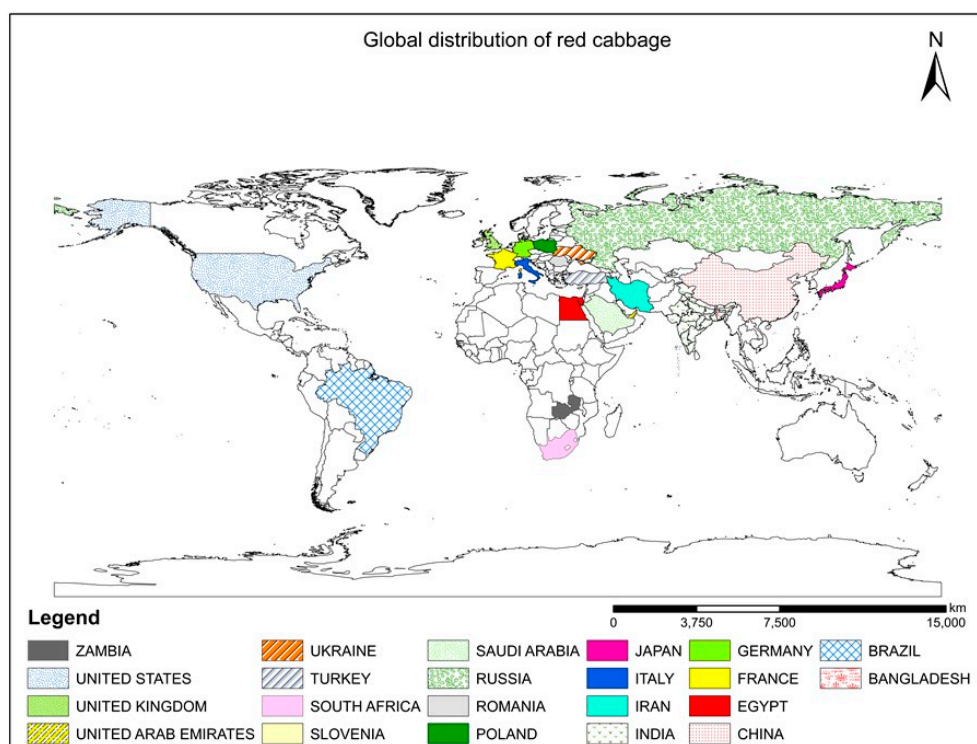 Global distribution of red cabbage
N
Legend
km
0 3,750 7,500 15,000
ZAMBIA UKRAINE SAUDI ARABIA JAPAN GERMANY BRAZIL
UNITED STATES TURKEY RUSSIA ITALY FRANCE BANGLADESH
UNITED KINGDOM SOUTH AFRICA ROMANIA IRAN EGYPT
UNITED ARAB EMIRATES SLOVENIA POLAND INDIA CHINA